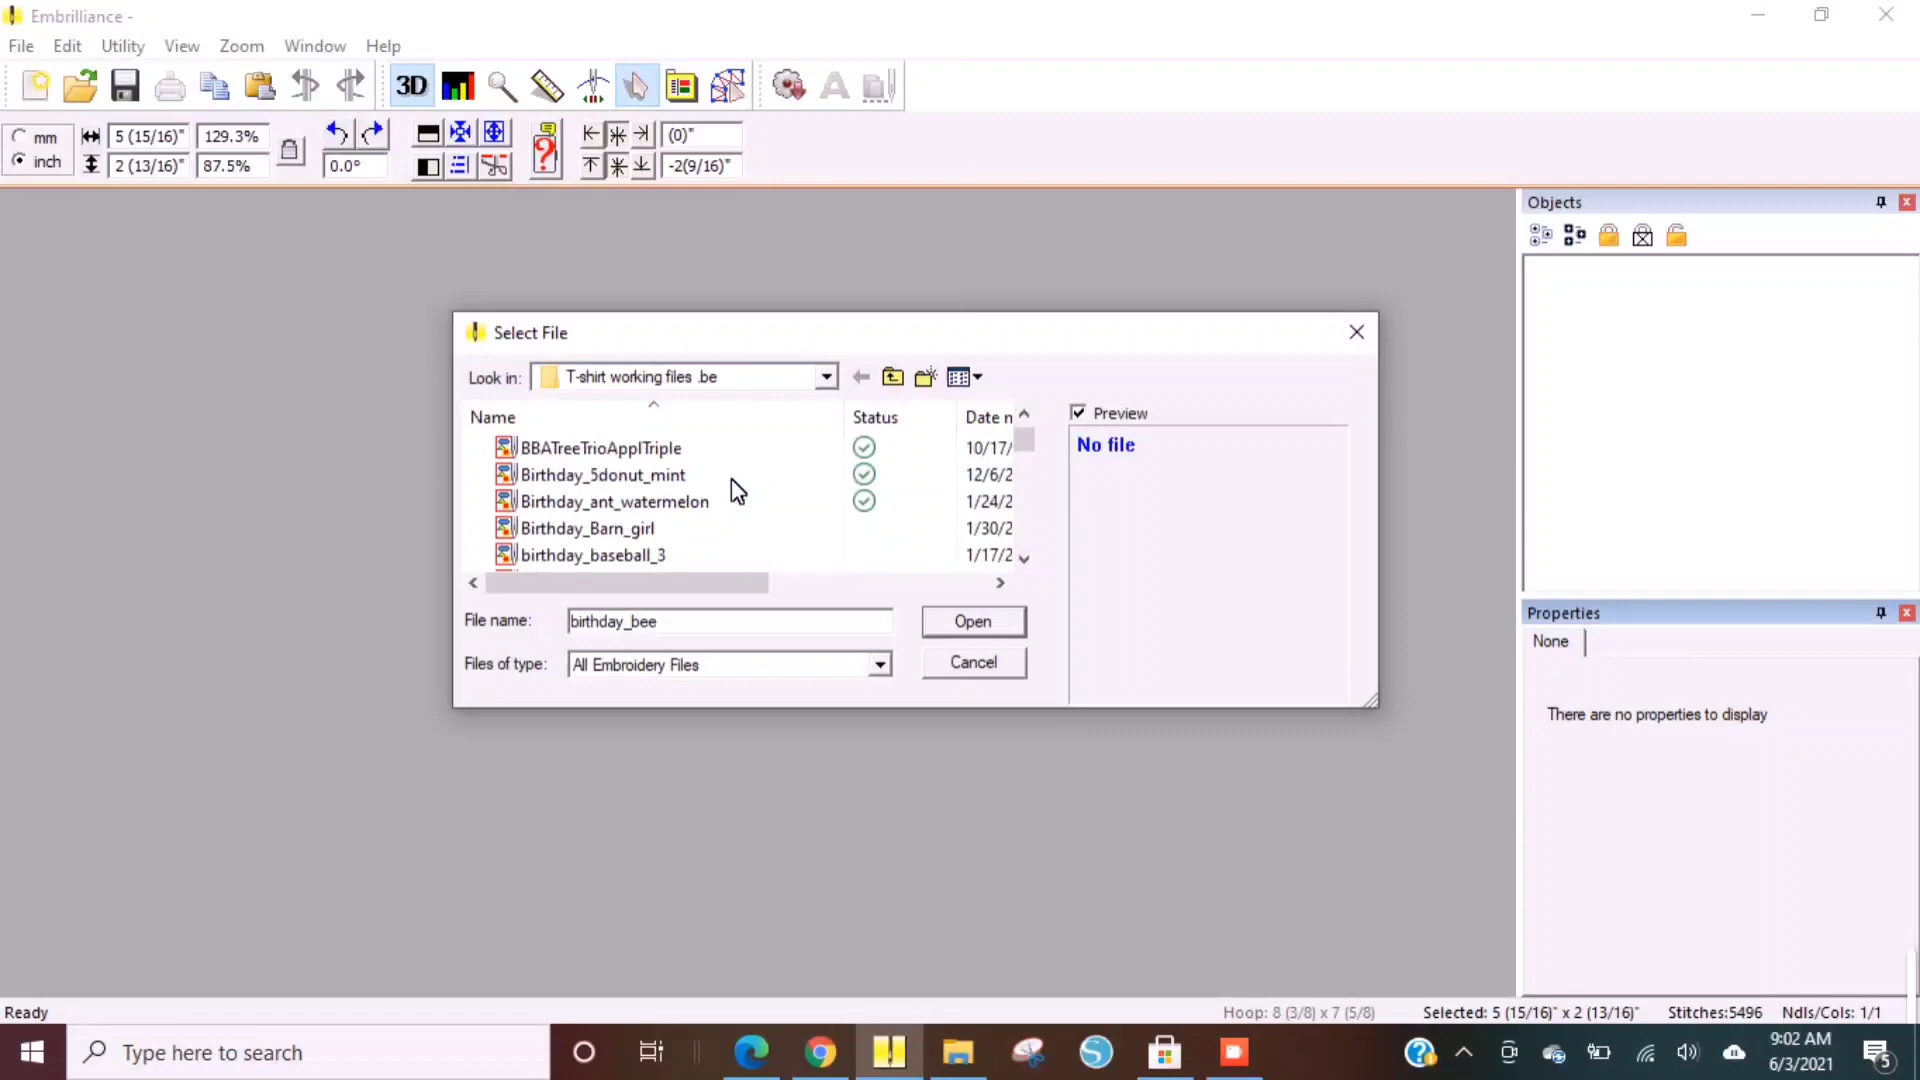 Embrilliance -
File Edit Utility View Zoom Window Help
3D
mm 5 (15/16)" 129.3% (0)"
inch 2 (13/16)" 87.5% 0.0° -2(9/16)"
Objects
Select File
Look in: T-shirt working files .be
Name Status Date n
Preview
No file
BBATreeTrioApplTriple 10/17/
Birthday_5donut_mint 12/6/2
Birthday_ant_watermelon 1/24/2
Birthday_Barn_girl 1/30/2
birthday_baseball_3 1/17/2
File name: birthday_bee Open
Files of type: All Embroidery Files Cancel
Properties
None
There are no properties to display
Ready Hoop: 8 (3/8) x 7 (5/8) Selected: 5 (15/16)" x 2 (13/16)" Stitches:5496 Ndls/Cols: 1/1
Type here to search
9:02 AM
6/3/2021
5